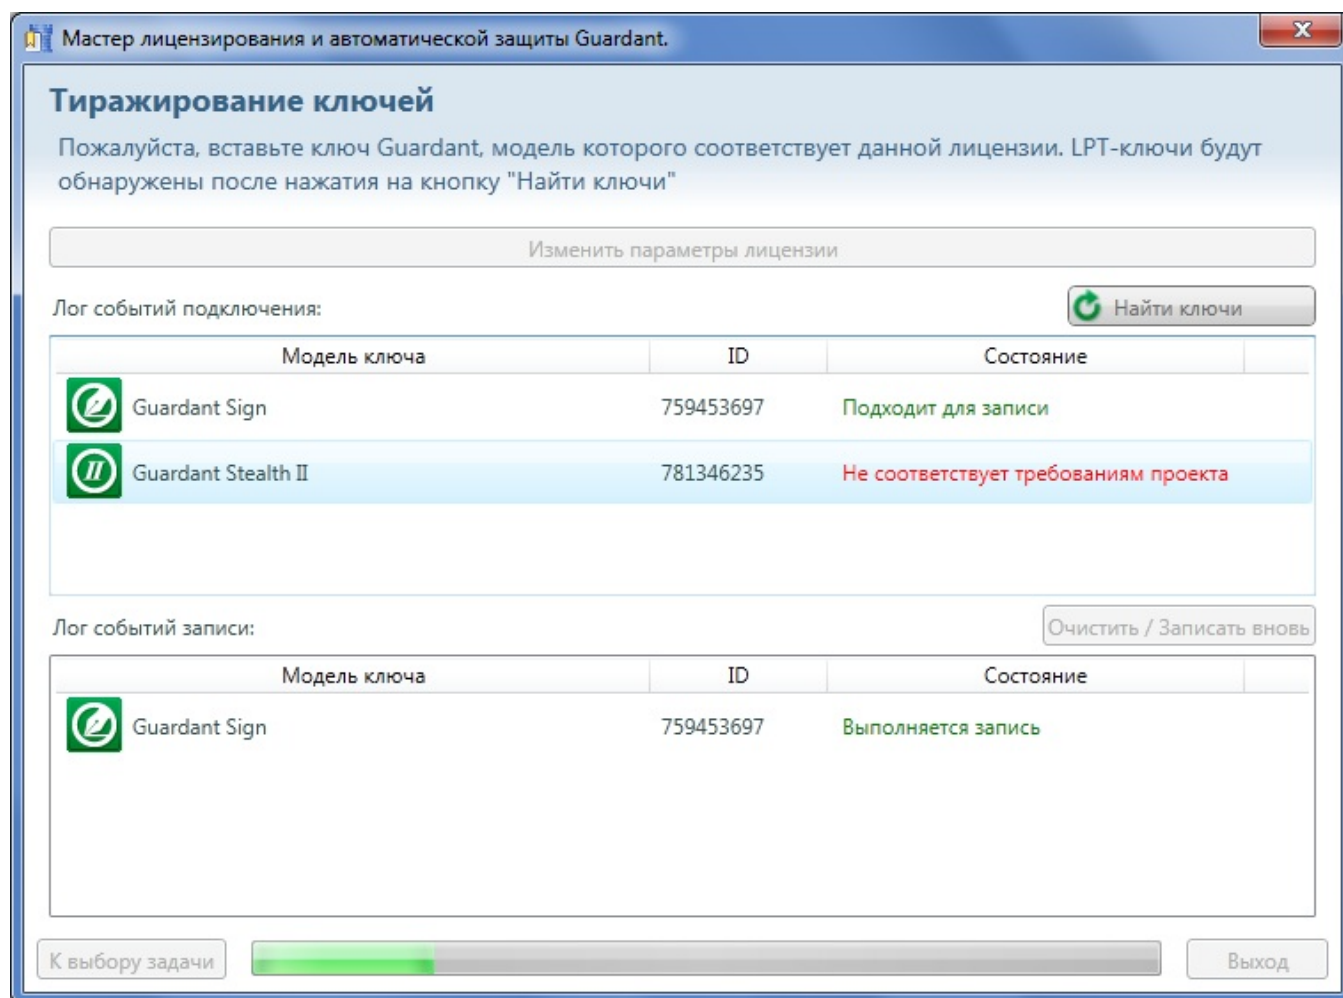 Мастер лицензирования и автоматической защиты Guardant.
Тиражирование ключей
Пожалуйста, вставьте ключ Guardant, модель которого соответствует данной лицензии. LPT-ключи будут
обнаружены после нажатия на кнопку "Найти ключи"
Изменить параметры лицензии
Лог событий подключения:
Найти ключи
Модель ключа ID Состояние
Guardant Sign 759453697 Подходит для записи
Guardant Stealth II 781346235 Не соответствует требованиям проекта
Лог событий записи:
Очистить / Записать вновь
Модель ключа ID Состояние
Guardant Sign 759453697 Выполняется запись
К выбору задачи
Выход